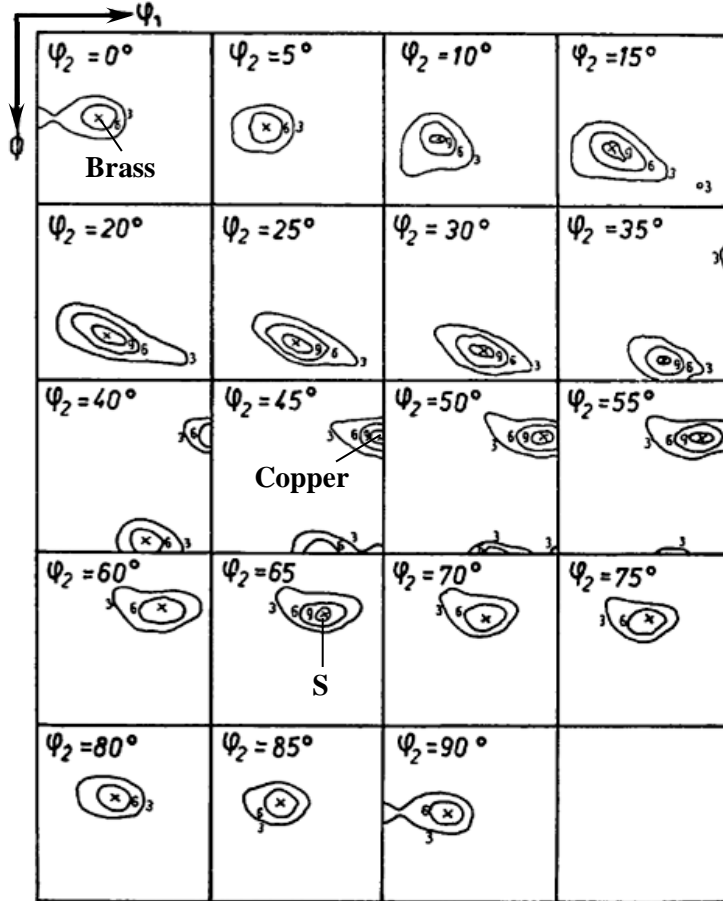 φ₁
φ₂ = 0°
φ₂ = 5°
φ₂ = 10°
φ₂ = 15°
ϕ
3
6
Brass
6
3
9
6
3
9
6
3
3
φ₂ = 20°
φ₂ = 25°
φ₂ = 30°
φ₂ = 35°
3
9
6
3
9
6
3
9
6
3
9
6
3
φ₂ = 40°
φ₂ = 45°
φ₂ = 50°
φ₂ = 55°
3
6
3
6
9
3
6
9
3
6
9
Copper
6
3
6
3
3
3
φ₂ = 60°
φ₂ = 65
φ₂ = 70°
φ₂ = 75°
3
6
3
6
9
3
6
3
6
S
φ₂ = 80°
φ₂ = 85°
φ₂ = 90°
6
3
6
3
6
3